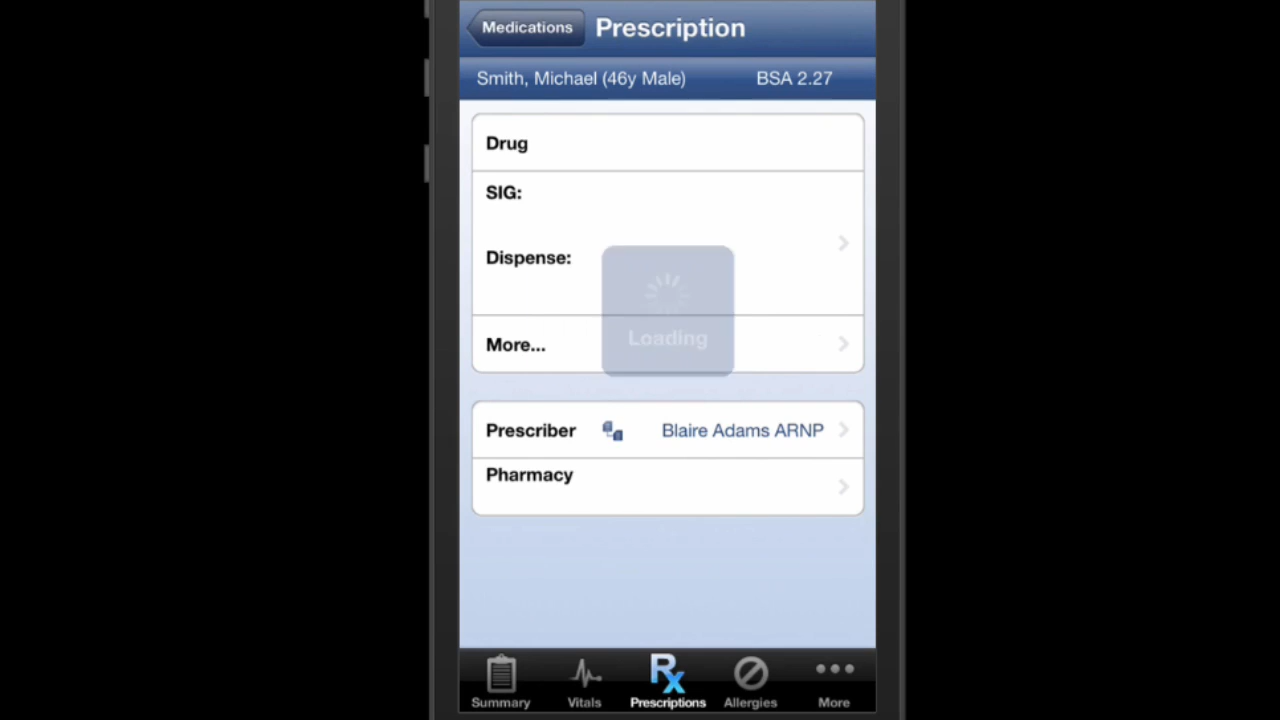 Medications Prescription
Smith, Michael (46y Male) BSA 2.27
Drug
SIG:
Dispense:
Loading
More...
Prescriber Blaire Adams ARNP
Pharmacy
Rx
Summary Vitals Prescriptions Allergies More